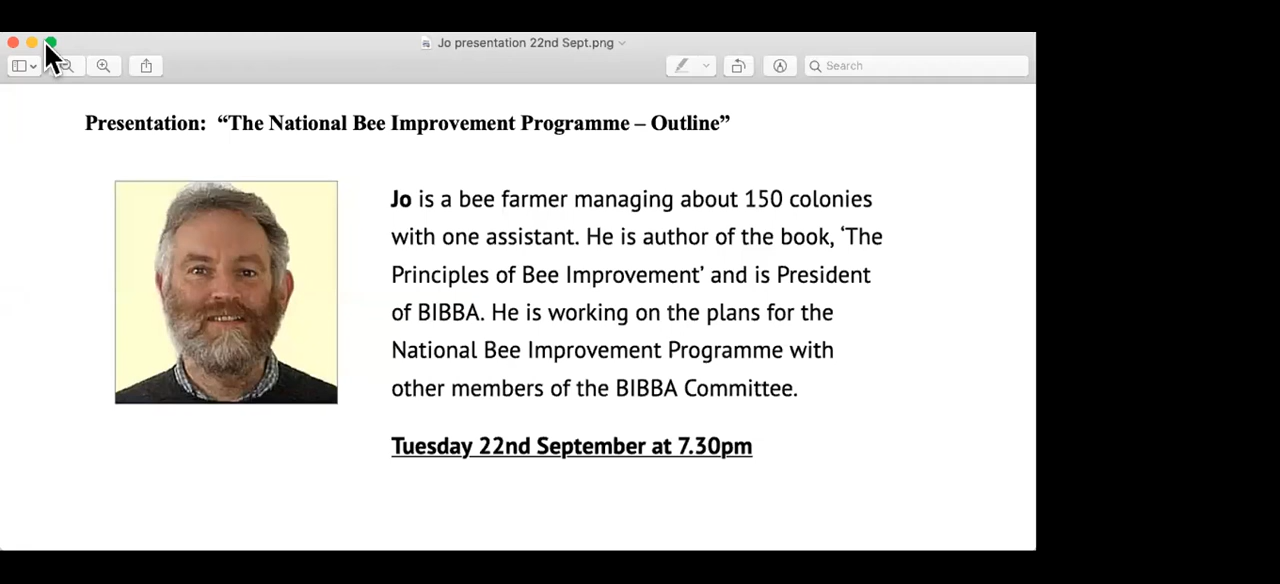 Jo presentation 22nd Sept.png
Search
Presentation: “The National Bee Improvement Programme – Outline”
Jo is a bee farmer managing about 150 colonies
with one assistant. He is author of the book, ‘The
Principles of Bee Improvement’ and is President
of BIBBA. He is working on the plans for the
National Bee Improvement Programme with
other members of the BIBBA Committee.
Tuesday 22nd September at 7.30pm